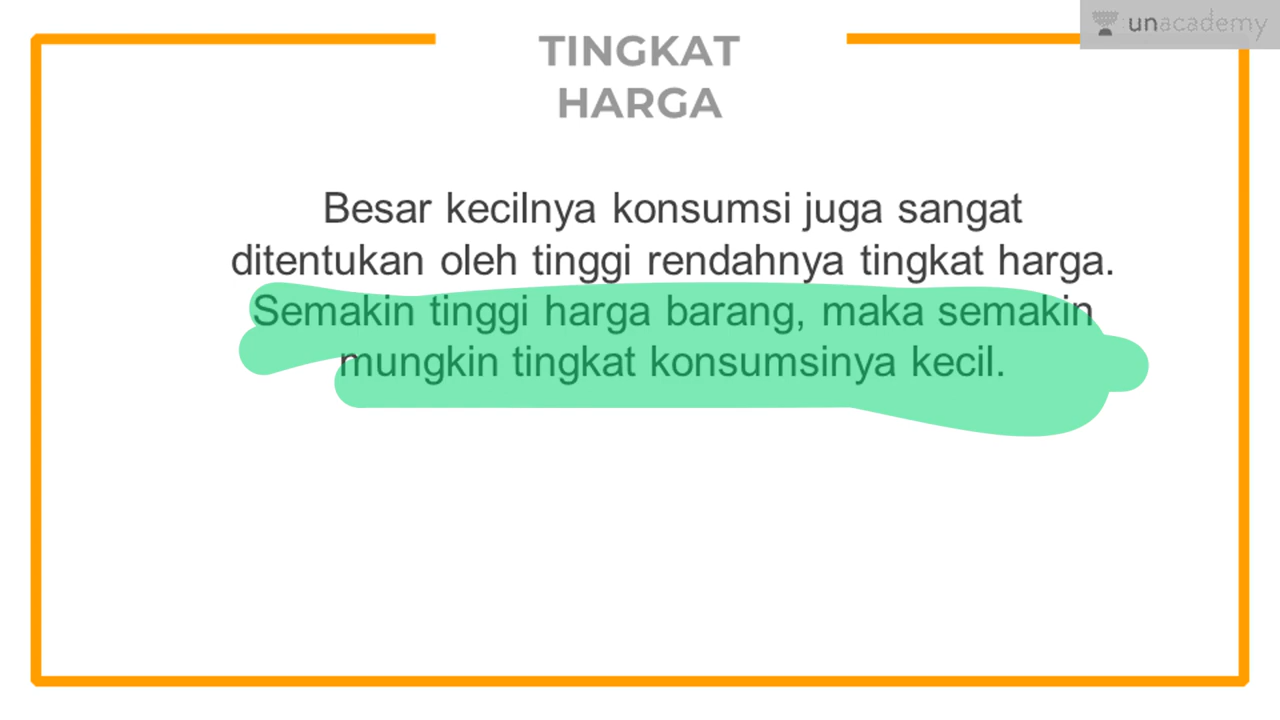 unacademy
TINGKAT
HARGA
Besar kecilnya konsumsi juga sangat
ditentukan oleh tinggi rendahnya tingkat harga.
Semakin tinggi harga barang, maka semakin
mungkin tingkat konsumsinya kecil.